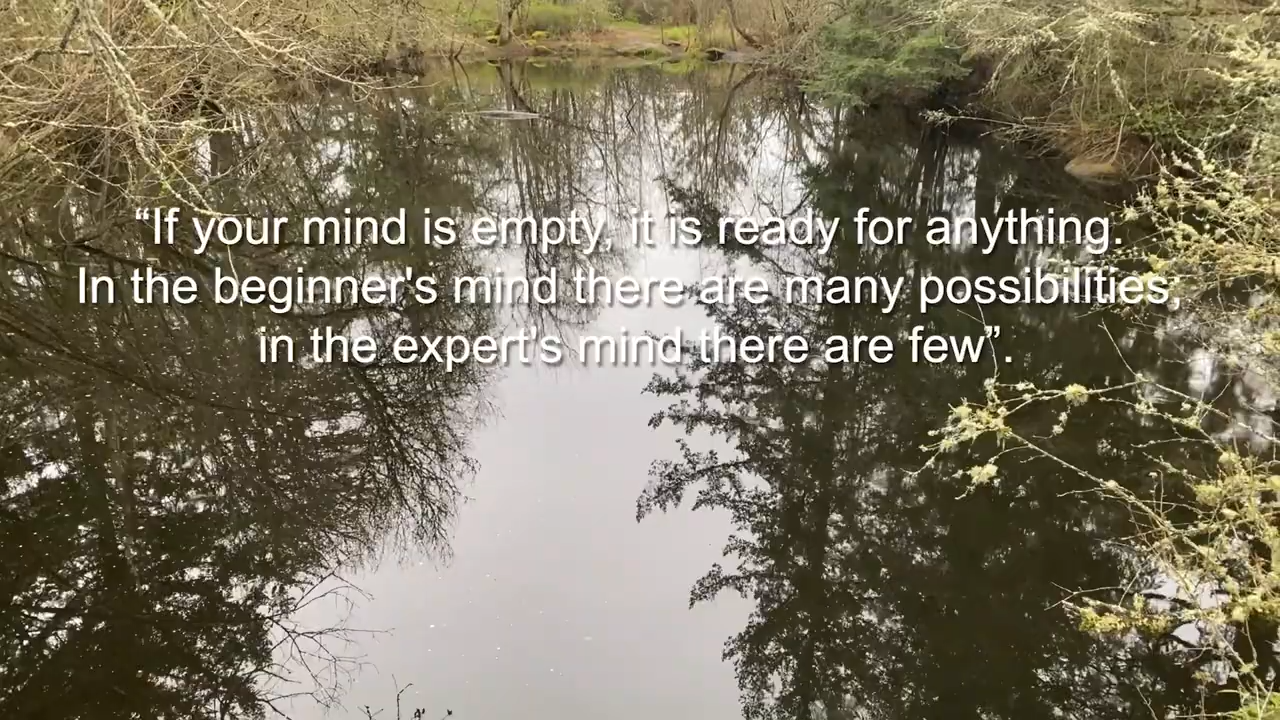 “If your mind is empty, it is ready for anything.
In the beginner's mind there are many possibilities;
in the expert's mind there are few”.